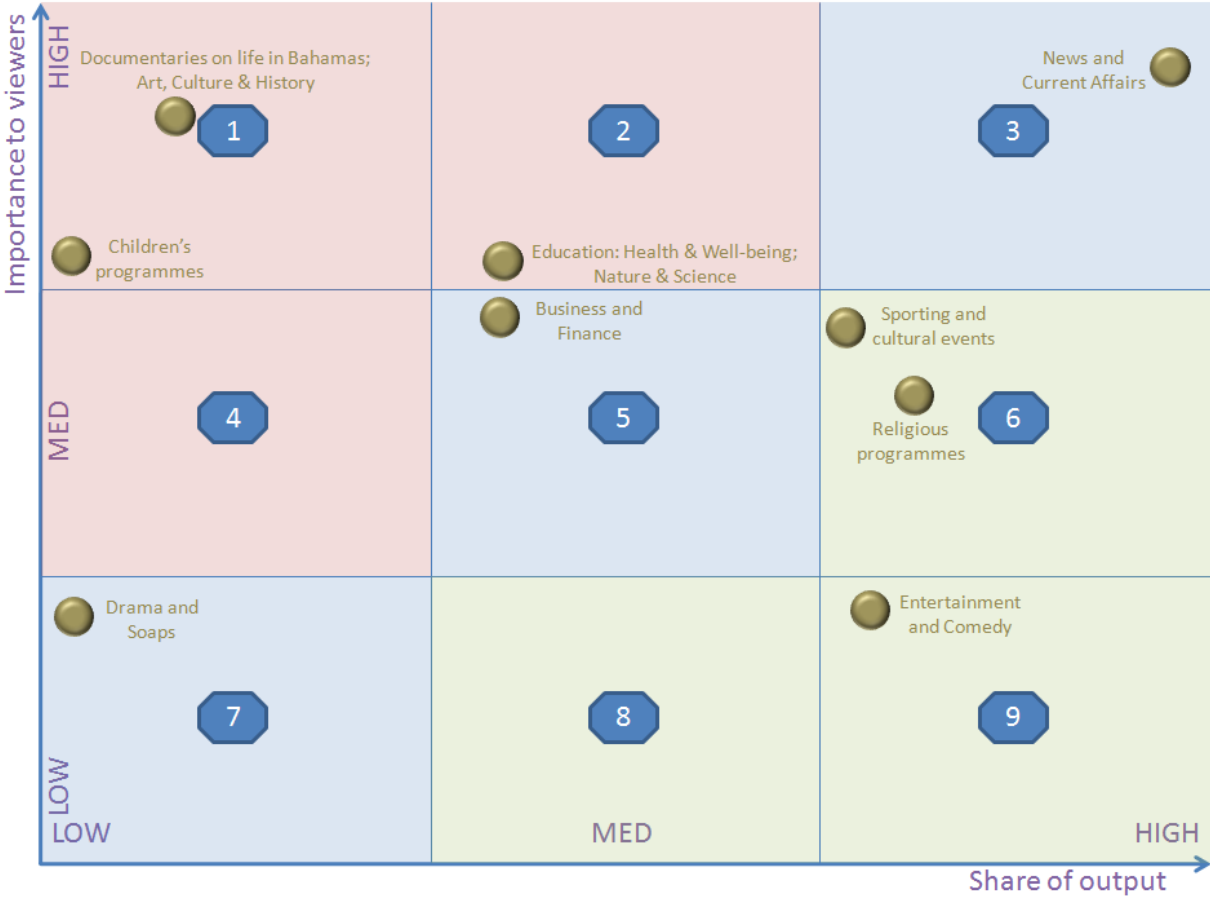 Importance to viewers
HIGH
Documentaries on life in Bahamas;
Art, Culture & History
1
2
News and
Current Affairs
3
Children's
programmes
Education: Health & Well-being;
Nature & Science
MED
Business and
Finance
Sporting and
cultural events
4
5
6
Religious
programmes
Drama and
Soaps
Entertainment
and Comedy
7
8
9
LOW
LOW
MED
HIGH
Share of output